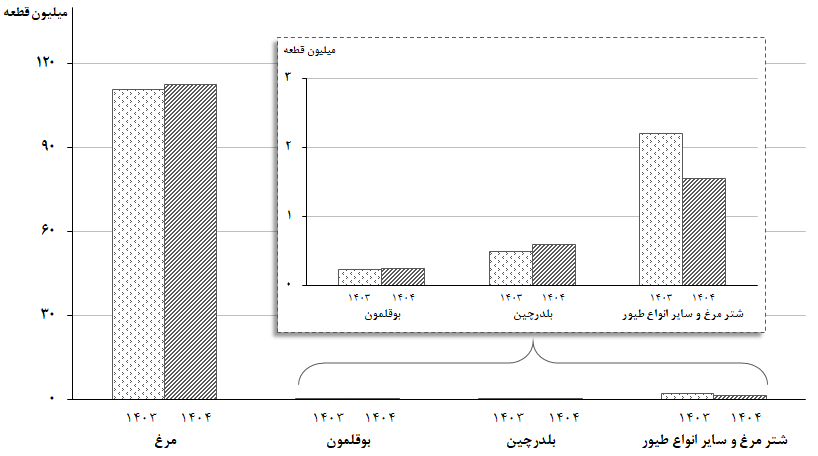 میلیون قطعه
۱۲۰
۹۰
۶۰
۳۰
۰
میلیون قطعه
۳
۲
۱
۰
۱۴۰۳ ۱۴۰۴ ۱۴۰۳ ۱۴۰۴ ۱۴۰۳ ۱۴۰۴
بوقلمون بلدرچین شتر مرغ و سایر انواع طیور
۱۴۰۳ ۱۴۰۴ ۱۴۰۳ ۱۴۰۴ ۱۴۰۳ ۱۴۰۴ ۱۴۰۳ ۱۴۰۴
مرغ بوقلمون بلدرچین شتر مرغ و سایر انواع طیور